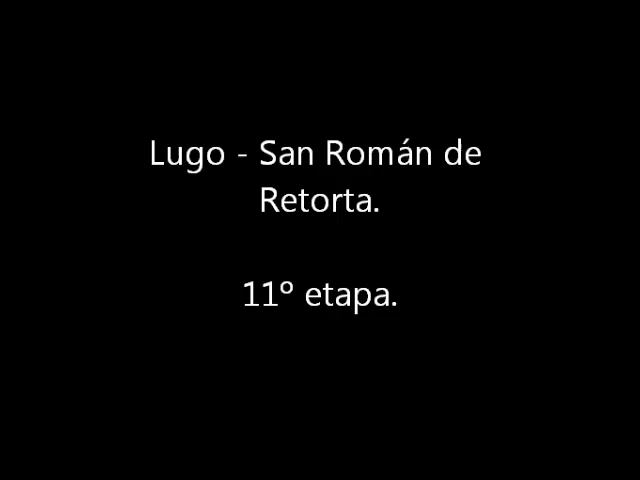 Lugo - San Román de
Retorta.
11º etapa.